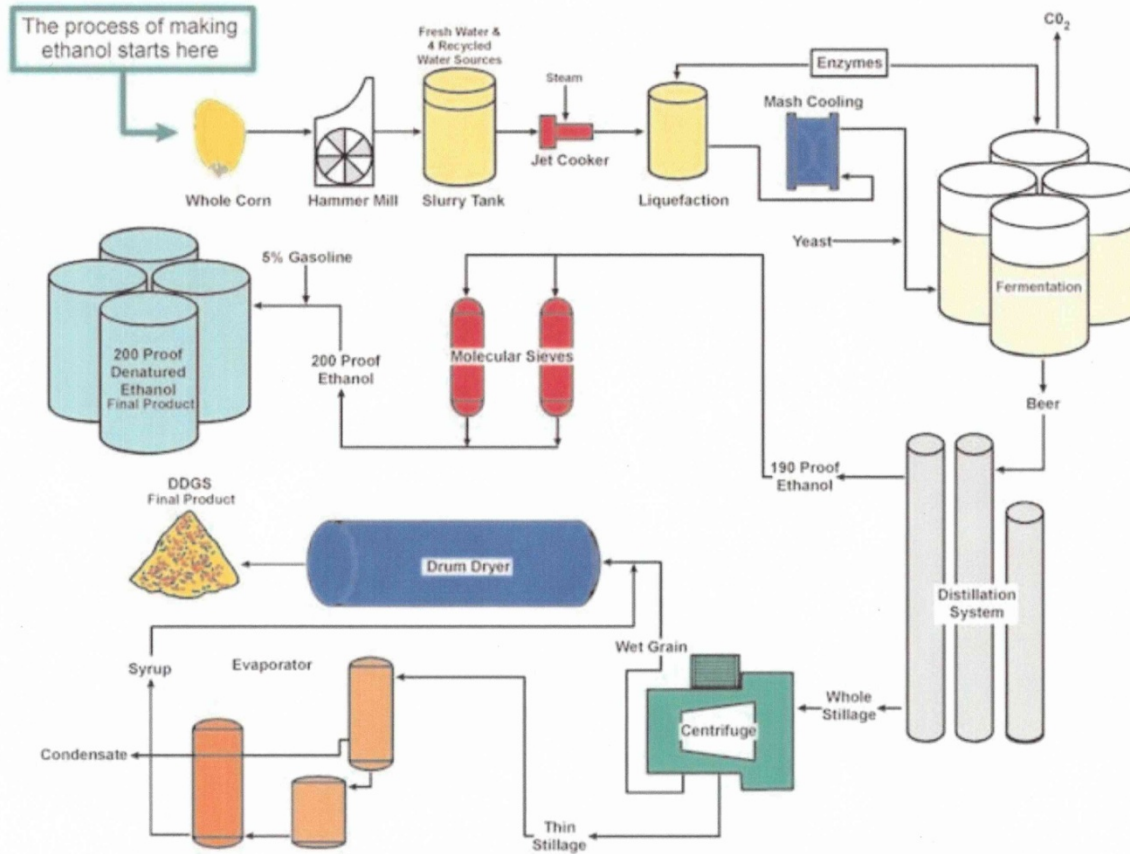 The process of making
ethanol starts here
Fresh Water &
4 Recycled
Water Sources
Steam
Enzymes
C0₂
Mash Cooling
Whole Corn
Hammer Mill
Slurry Tank
Jet Cooker
Liquefaction
Yeast
Fermentation
5% Gasoline
200 Proof
Ethanol
Molecular Sieves
200 Proof
Denatured
Ethanol
Final Product
Beer
190 Proof
Ethanol
DDGS
Final Product
Drum Dryer
Distillation
System
Wet Grain
Syrup
Evaporator
Whole
Stillage
Centrifuge
Condensate
Thin
Stillage